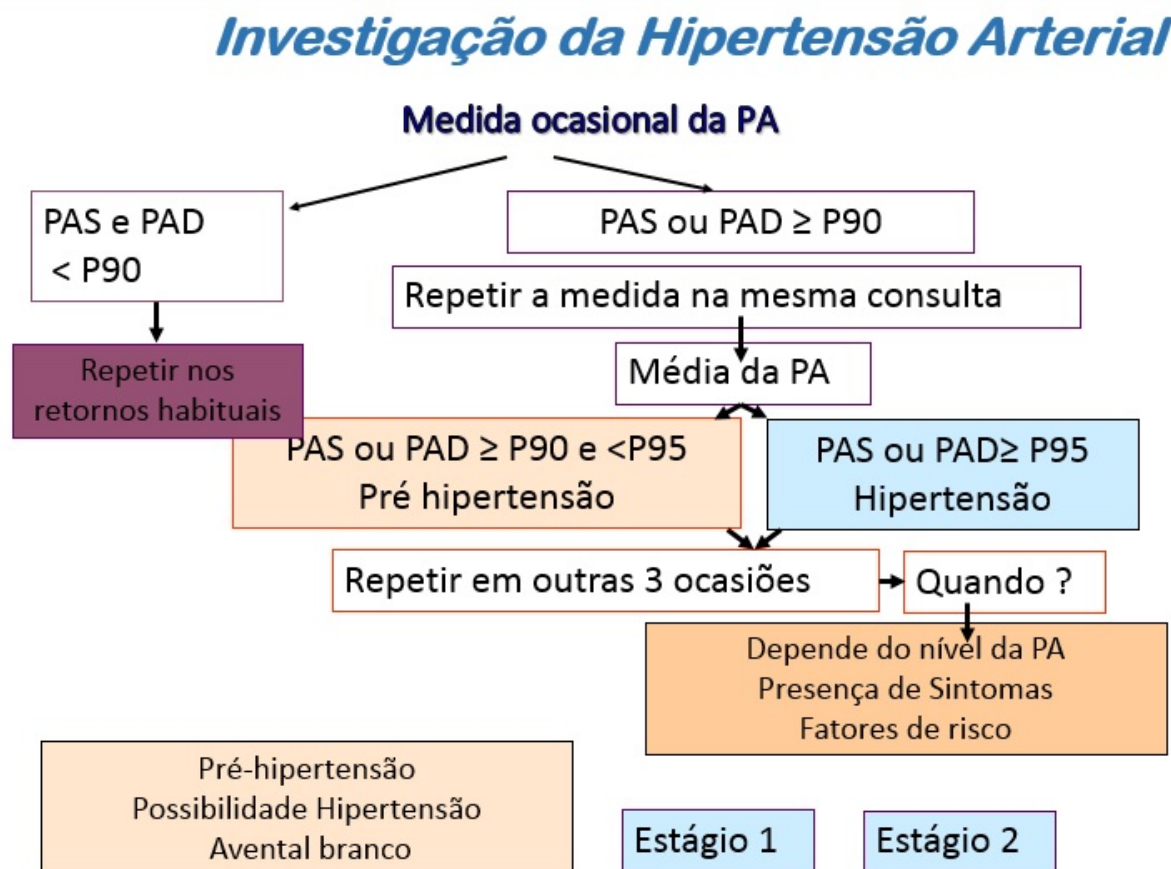 Investigação da Hipertensão Arterial
Medida ocasional da PA
PAS e PAD
< P90
PAS ou PAD ≥ P90
Repetir a medida na mesma consulta
Repetir nos
retornos habituais
Média da PA
PAS ou PAD ≥ P90 e <P95
Pré hipertensão
PAS ou PAD≥ P95
Hipertensão
Repetir em outras 3 ocasiões
Quando ?
Depende do nível da PA
Presença de Sintomas
Fatores de risco
Pré-hipertensão
Possibilidade Hipertensão
Avental branco
Estágio 1
Estágio 2